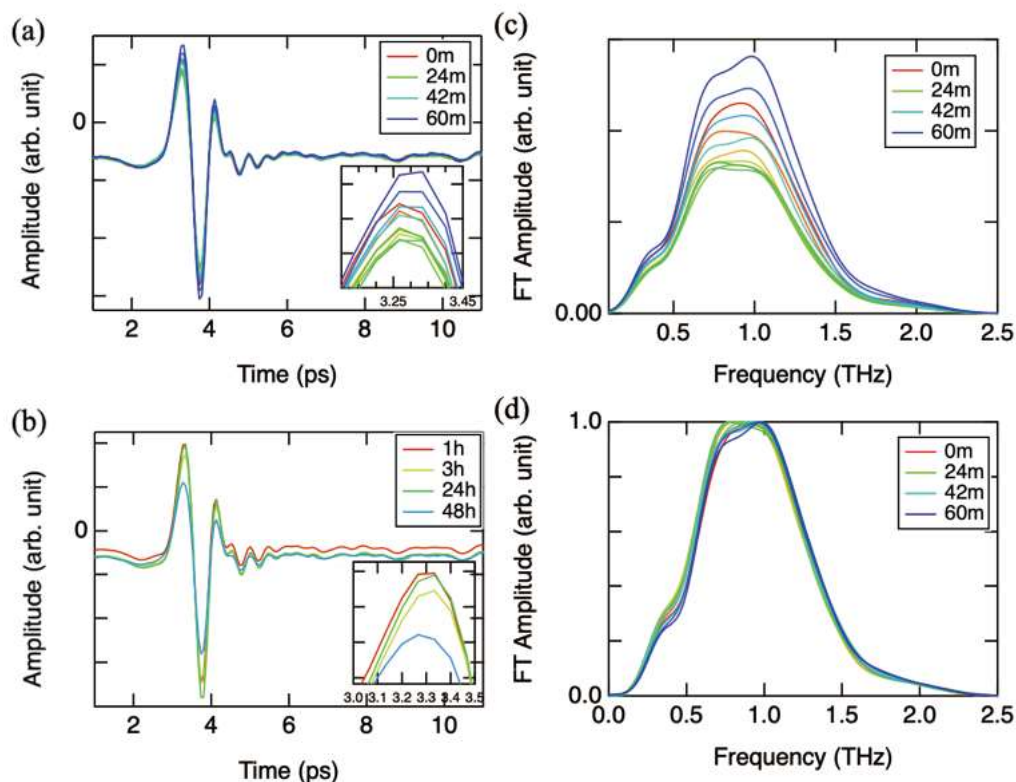 (a)
Amplitude (arb. unit)
0
0m
24m
42m
60m
3.25
3.45
2
4
6
8
10
Time (ps)
(c)
FT Amplitude (arb. unit)
0.00
0m
24m
42m
60m
0.5
1.0
1.5
2.0
2.5
Frequency (THz)
(b)
Amplitude (arb. unit)
0
1h
3h
24h
48h
3.0
3.1
3.2
3.3
3.4
3.5
2
4
6
8
10
Time (ps)
(d)
FT Amplitude (arb. unit)
1.0
0.0
0m
24m
42m
60m
0.0
0.5
1.0
1.5
2.0
2.5
Frequency (THz)